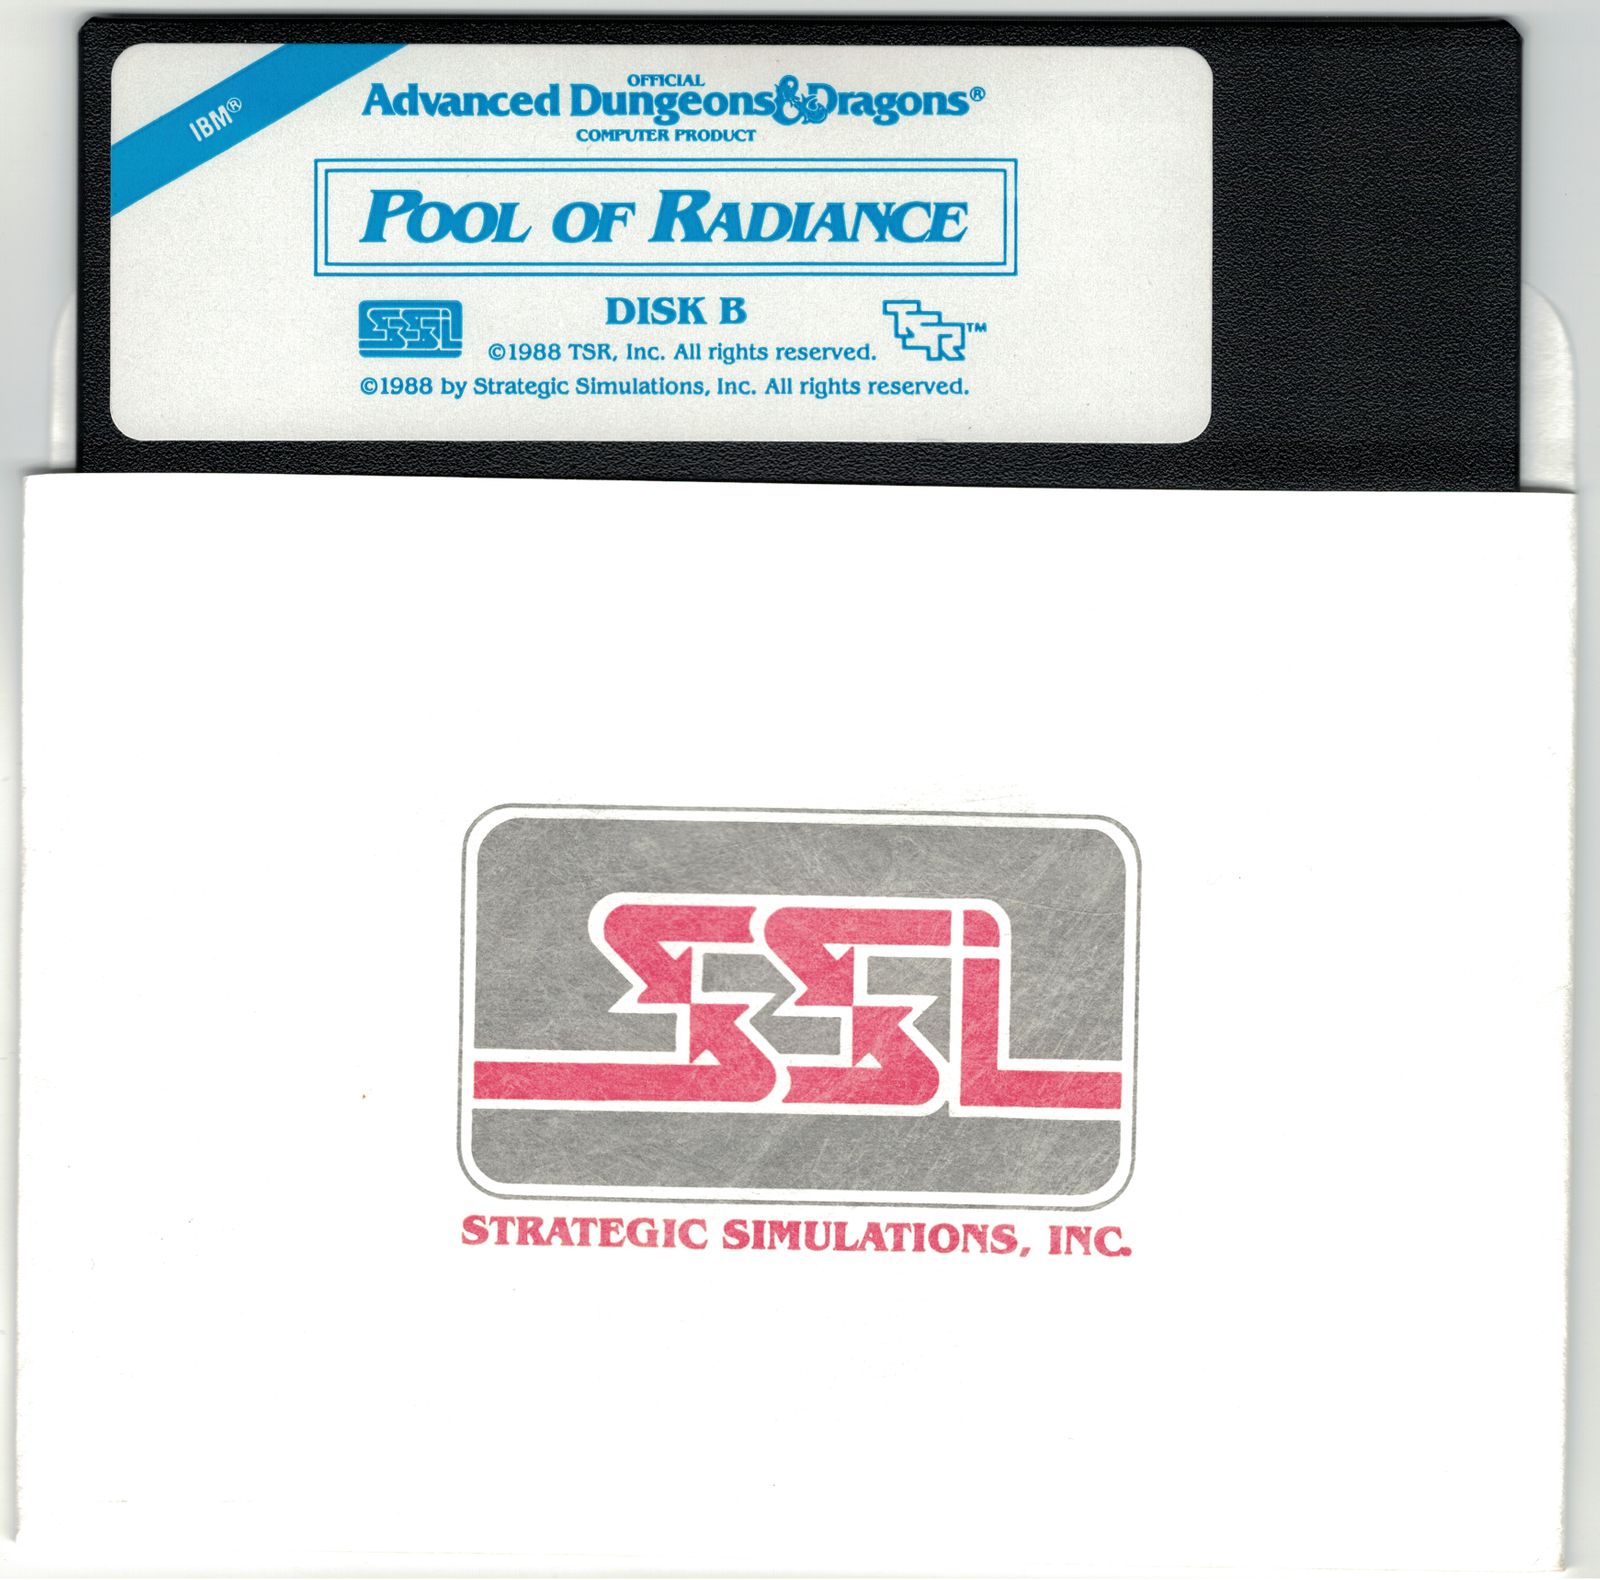 IBM®
OFFICIAL
Advanced Dungeons & Dragons®
COMPUTER PRODUCT
POOL OF RADIANCE
SSI
DISK B
TSR™
©1988 TSR, Inc. All rights reserved.
©1988 by Strategic Simulations, Inc. All rights reserved.
SSI
STRATEGIC SIMULATIONS, INC.